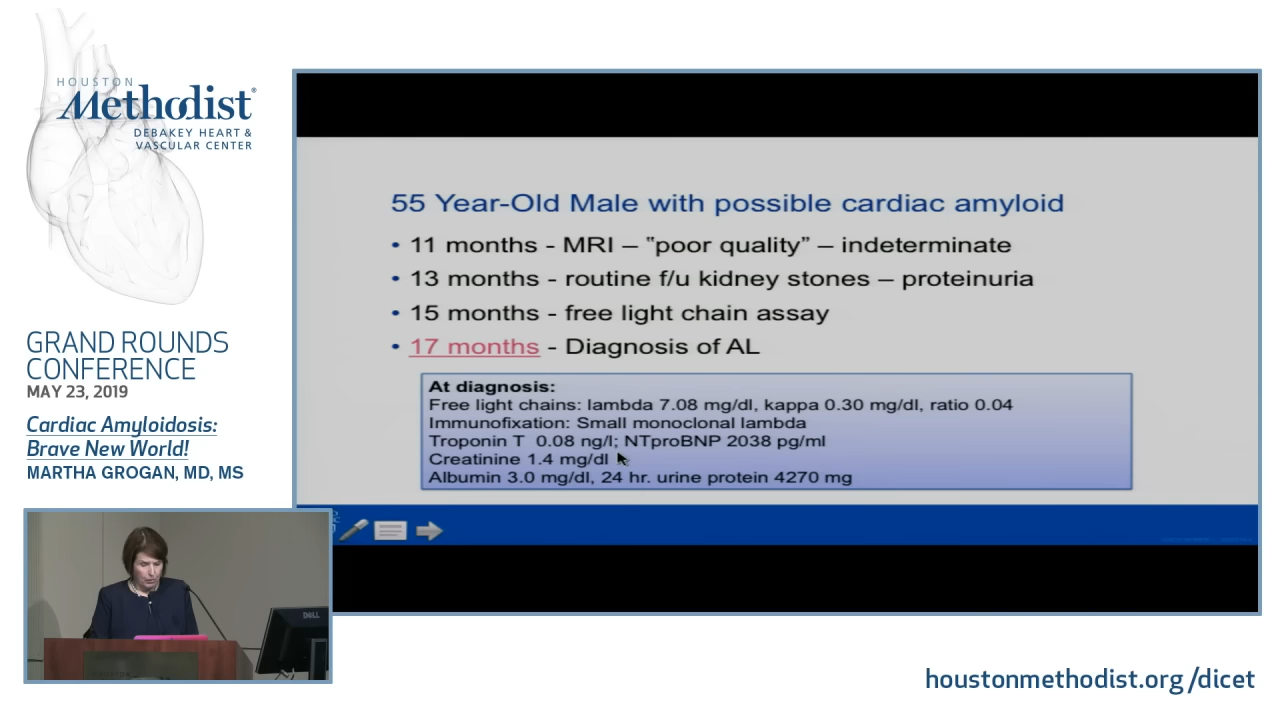 HOUSTON
Methodist®
DEBAKEY HEART &
VASCULAR CENTER
GRAND ROUNDS
CONFERENCE
MAY 23, 2019
Cardiac Amyloidosis:
Brave New World!
MARTHA GROGAN, MD, MS
55 Year-Old Male with possible cardiac amyloid
• 11 months - MRI – "poor quality" – indeterminate
• 13 months - routine f/u kidney stones – proteinuria
• 15 months - free light chain assay
• 17 months - Diagnosis of AL
At diagnosis:
Free light chains: lambda 7.08 mg/dl, kappa 0.30 mg/dl, ratio 0.04
Immunofixation: Small monoclonal lambda
Troponin T 0.08 ng/l; NTproBNP 2038 pg/ml
Creatinine 1.4 mg/dl
Albumin 3.0 mg/dl, 24 hr. urine protein 4270 mg
DELL
houstonmethodist.org/dicet